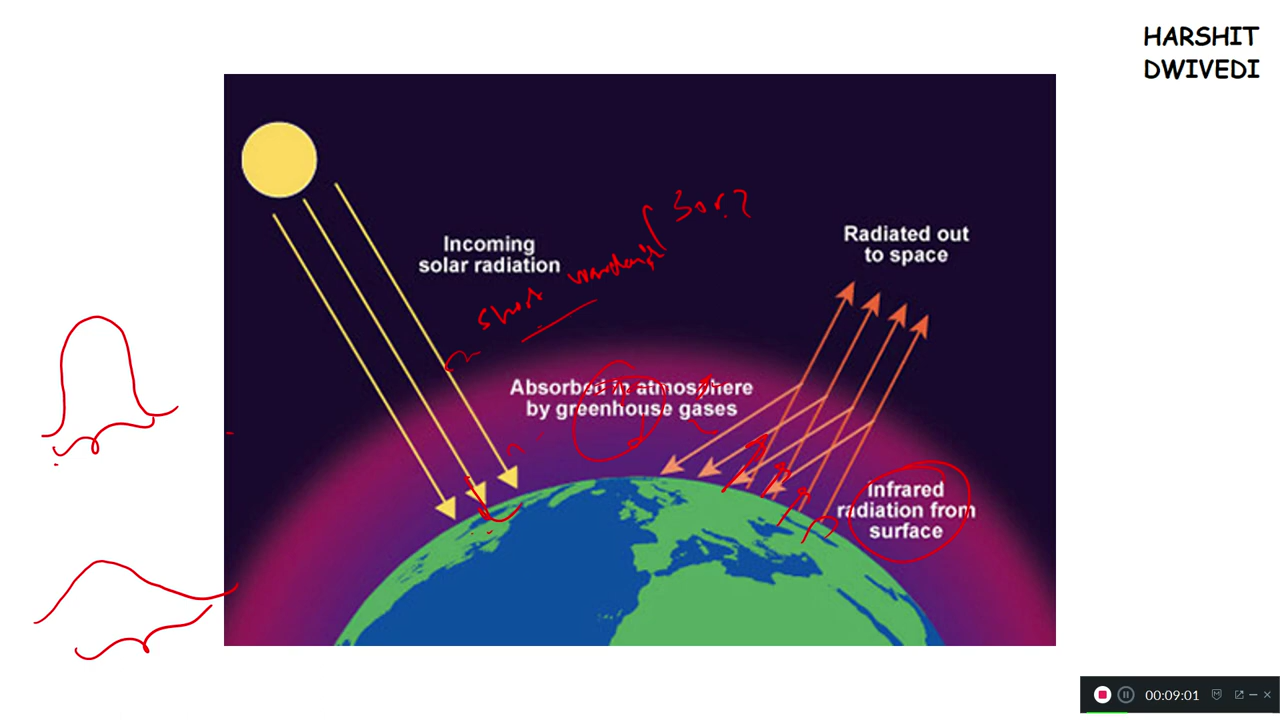 HARSHIT
DWIVEDI
Incoming
solar radiation
short
Radiated out
to space
Absorbed in atmosphere
by greenhouse gases
Infrared
radiation from
surface
00:09:01